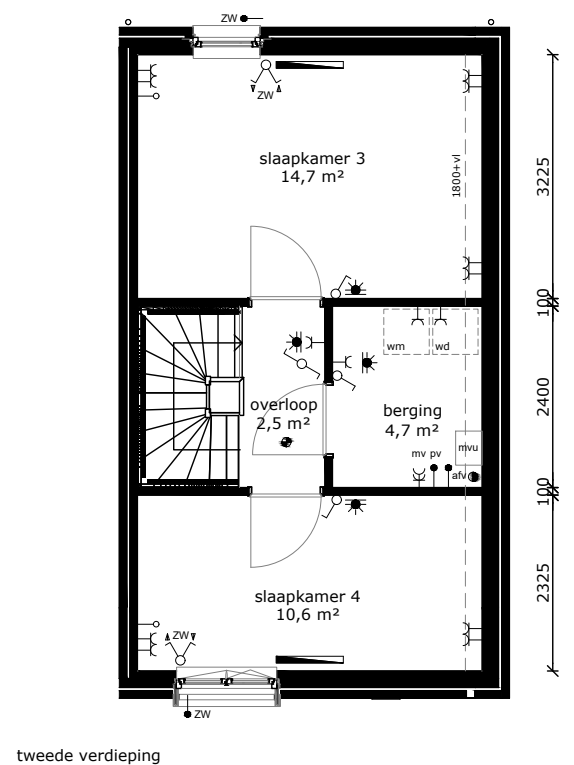 ZW
ZW
slaapkamer 3
14,7 m²
1800+vl
3225
100
wm wd
overloop
2,5 m²
berging
4,7 m²
2400
mvu
mv pv
afv
100
slaapkamer 4
10,6 m²
2325
ZW
ZW
tweede verdieping